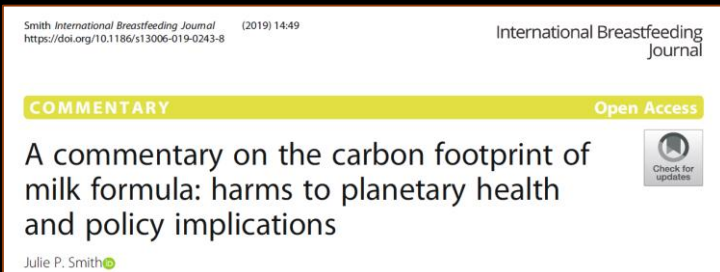 Smith International Breastfeeding Journal (2019) 14:49
https://doi.org/10.1186/s13006-019-0243-8
International Breastfeeding
Journal
COMMENTARY
Open Access
A commentary on the carbon footprint of
milk formula: harms to planetary health
and policy implications
Check for
updates
Julie P. Smith